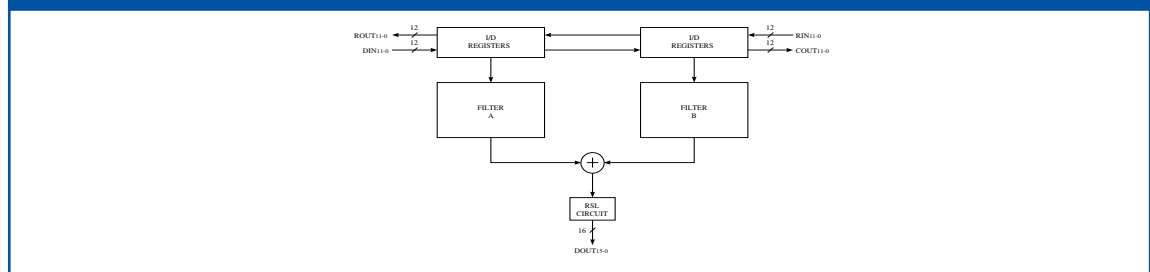 12
ROUT11-0
12
DIN11-0
I/D
REGISTERS
I/D
REGISTERS
12
RIN11-0
12
COUT11-0
FILTER
A
FILTER
B
+
RSL
CIRCUIT
16
DOUT15-0